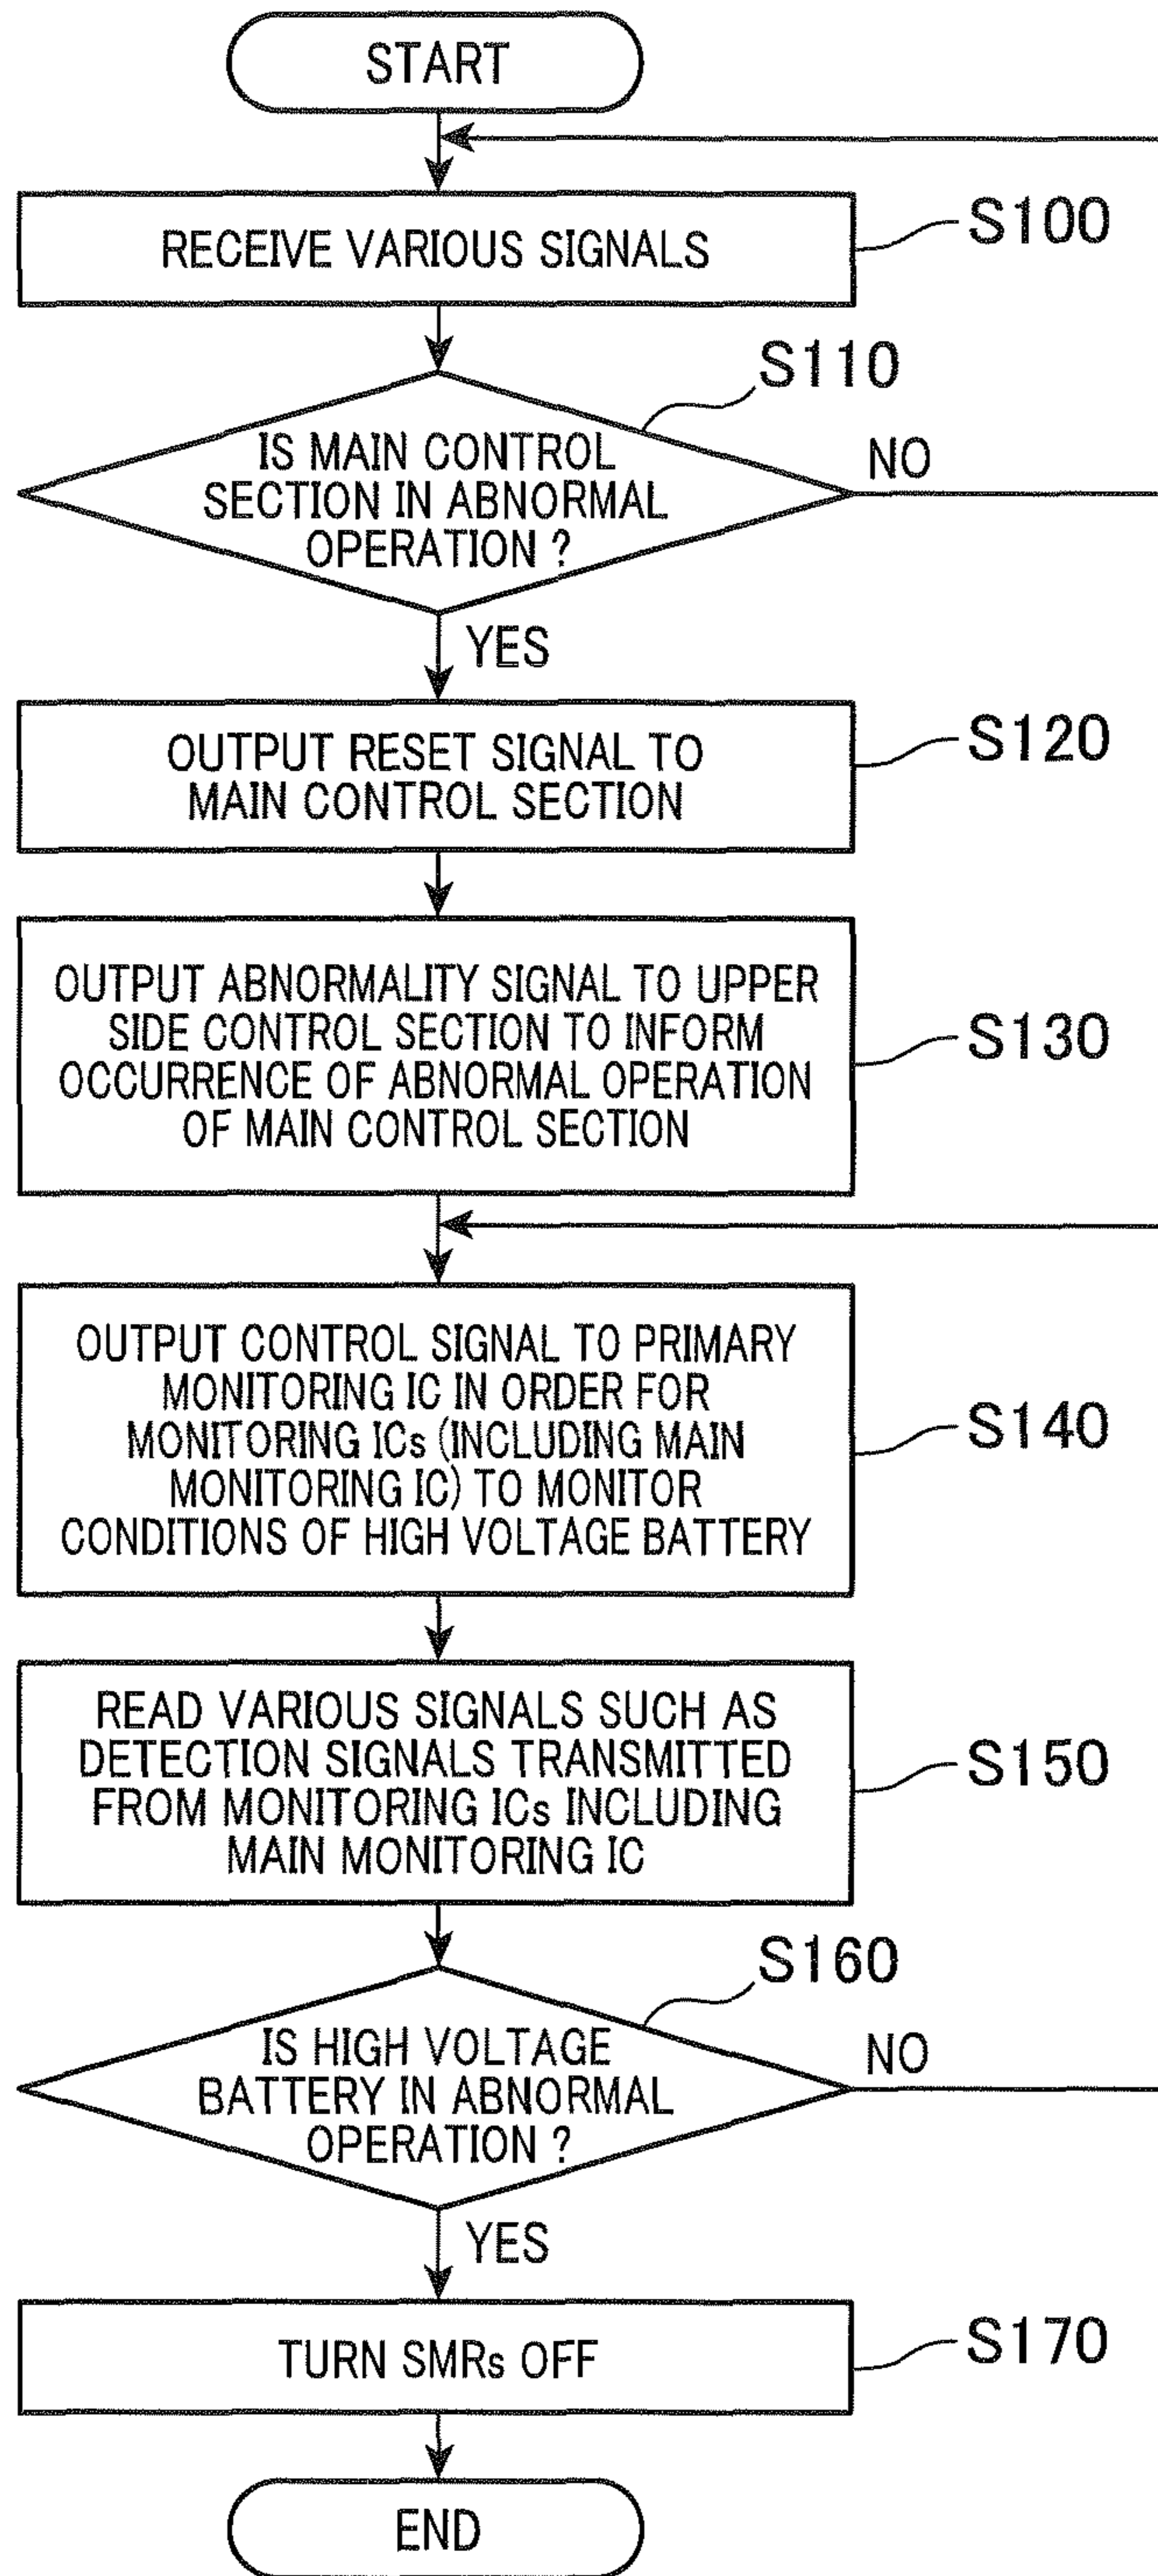 START
RECEIVE VARIOUS SIGNALS
S100
S110
IS MAIN CONTROL
SECTION IN ABNORMAL
OPERATION ?
NO
YES
OUTPUT RESET SIGNAL TO
MAIN CONTROL SECTION
S120
OUTPUT ABNORMALITY SIGNAL TO UPPER
SIDE CONTROL SECTION TO INFORM
OCCURRENCE OF ABNORMAL OPERATION
OF MAIN CONTROL SECTION
S130
OUTPUT CONTROL SIGNAL TO PRIMARY
MONITORING IC IN ORDER FOR
MONITORING ICs (INCLUDING MAIN
MONITORING IC) TO MONITOR
CONDITIONS OF HIGH VOLTAGE BATTERY
S140
READ VARIOUS SIGNALS SUCH AS
DETECTION SIGNALS TRANSMITTED
FROM MONITORING ICs INCLUDING
MAIN MONITORING IC
S150
S160
IS HIGH VOLTAGE
BATTERY IN ABNORMAL
OPERATION ?
NO
YES
TURN SMRs OFF
S170
END